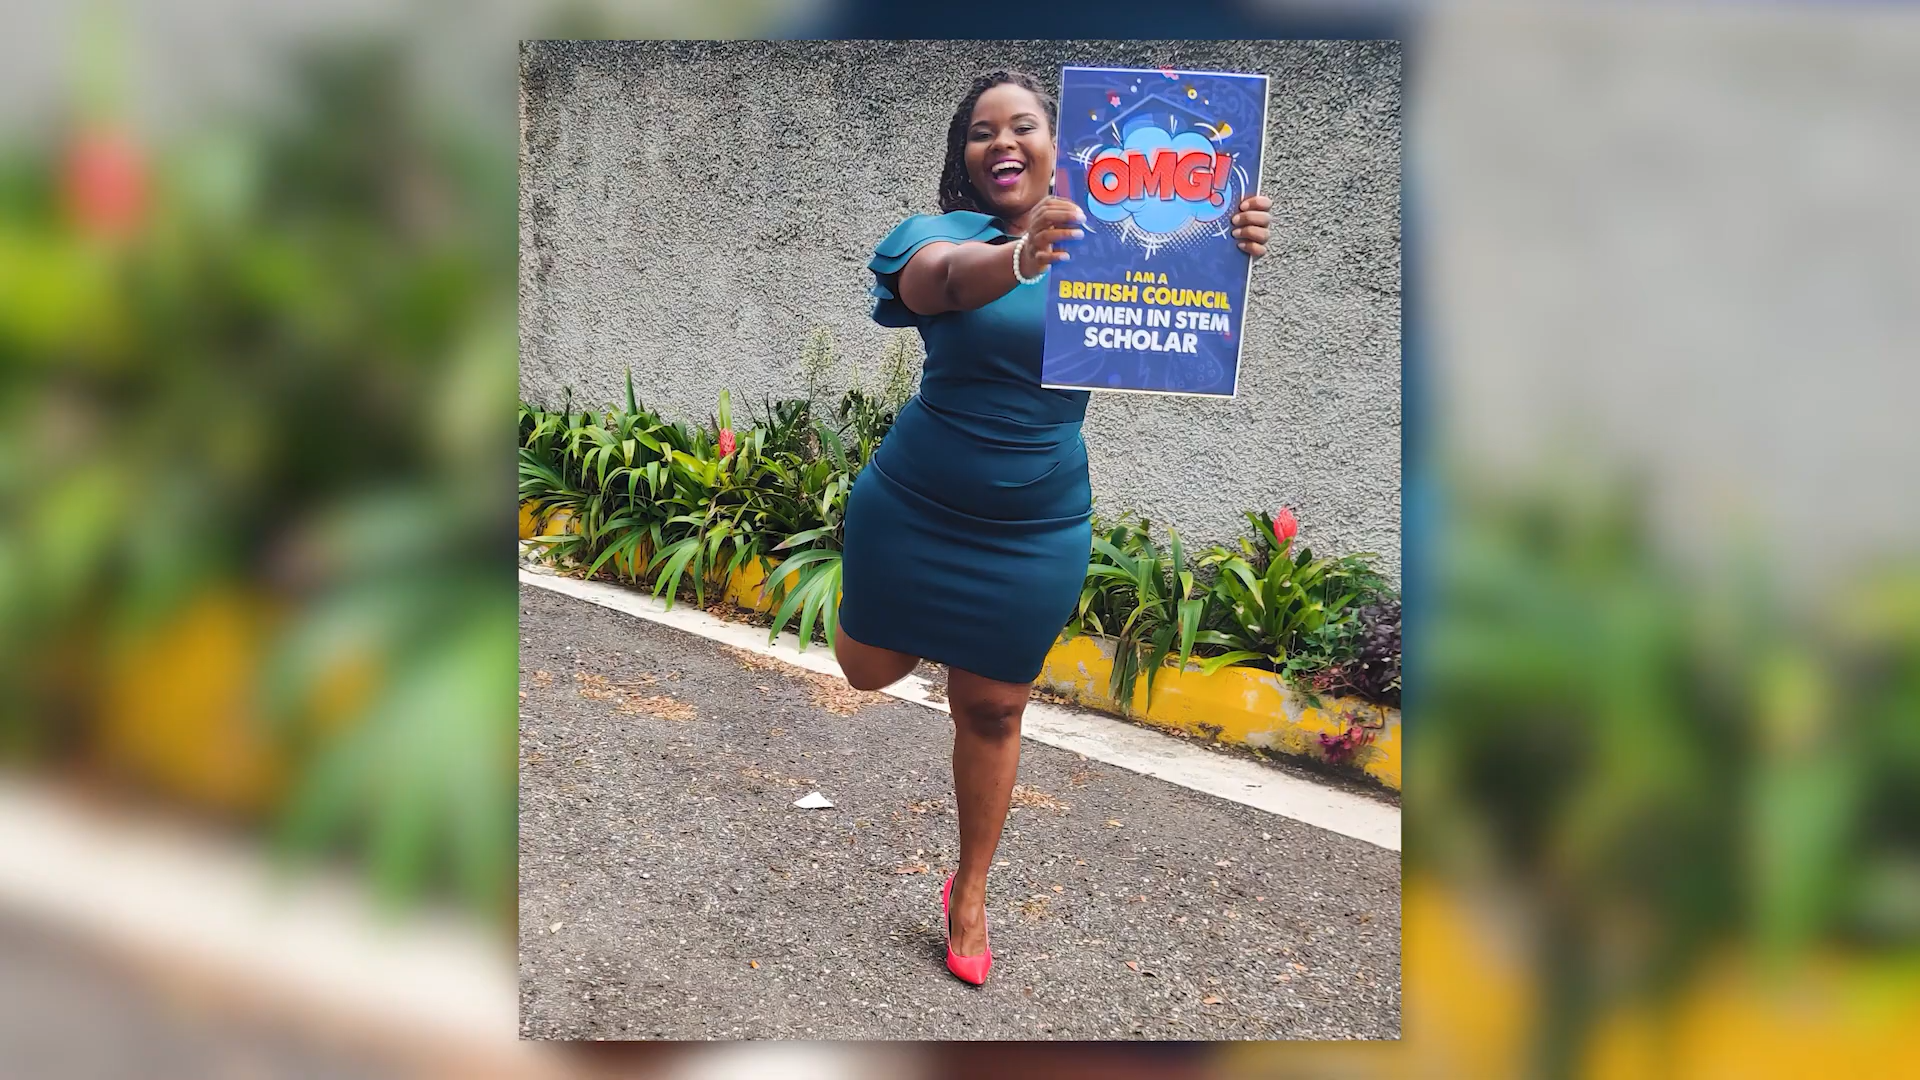 OMG!
I AM A
BRITISH COUNCIL
WOMEN IN STEM
SCHOLAR